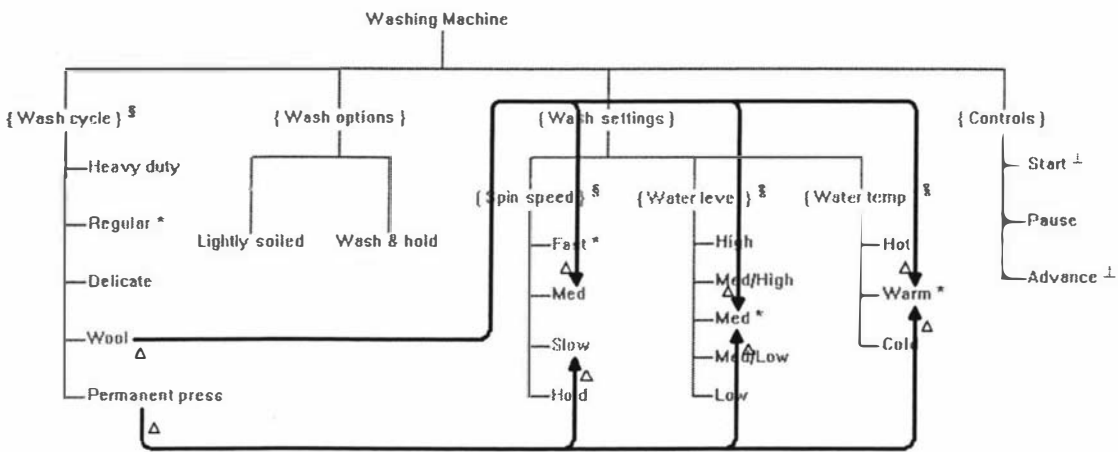 Washing Machine
{ Wash cycle } §
{ Wash options }
{ Wash settings }
{ Controls }
Heavy duty
Regular *
Delicate
Wool
Δ
Permanent press
Δ
Lightly soiled
Wash & hold
{ Spin speed } §
Fast *
Δ
Med
Slow
Δ
Hold
{ Water level } §
High
Med/High
Δ
Med *
Δ
Med/Low
Low
{ Water temp } §
Hot
Δ
Warm *
Δ
Cold
Start ⊥
Pause
Advance ⊥